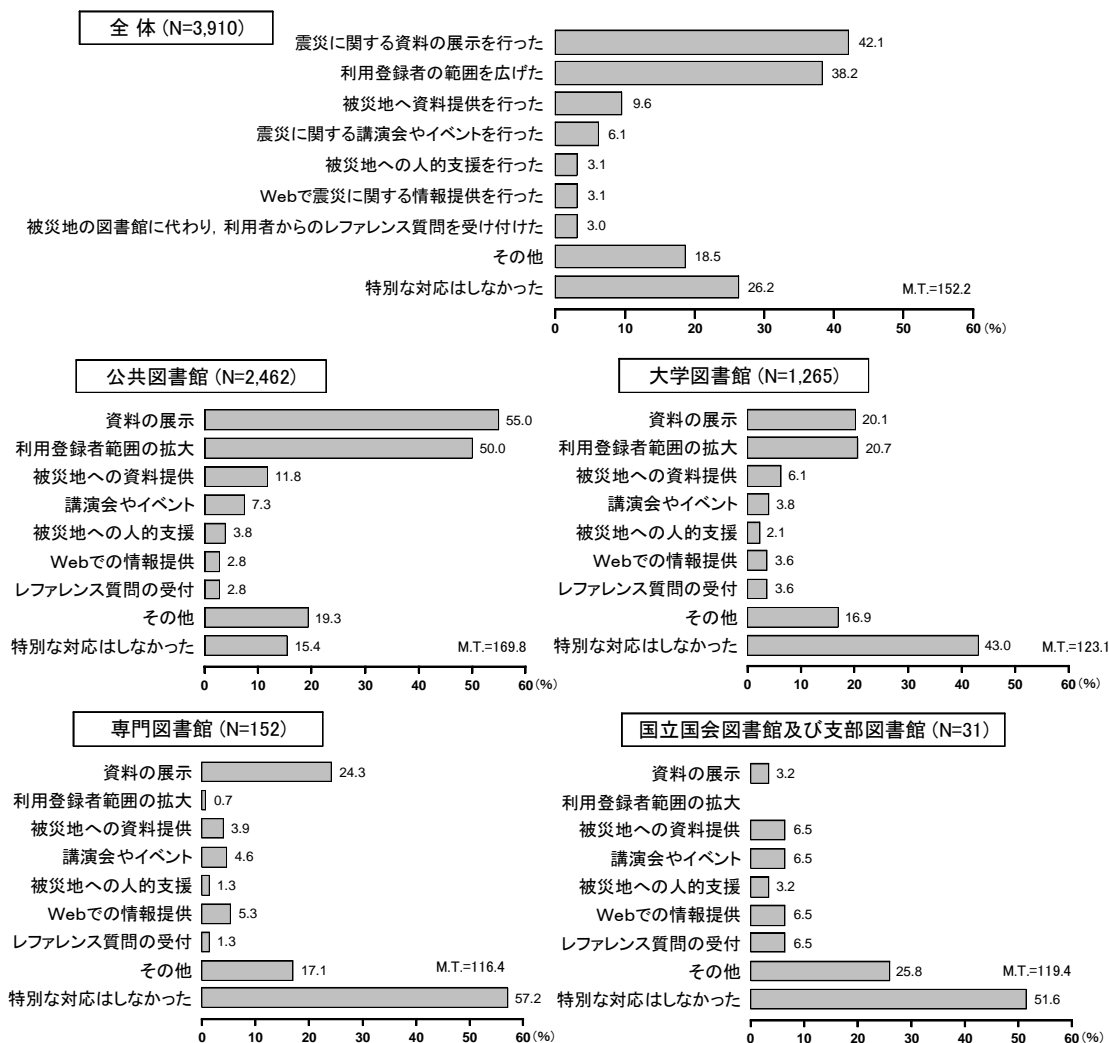 全 体 (N=3,910)
震災に関する資料の展示を行った 42.1
利用登録者の範囲を広げた 38.2
被災地へ資料提供を行った 9.6
震災に関する講演会やイベントを行った 6.1
被災地への人的支援を行った 3.1
Webで震災に関する情報提供を行った 3.1
被災地の図書館に代わり，利用者からのレファレンス質問を受け付けた 3.0
その他 18.5
特別な対応はしなかった 26.2 M.T.=152.2
0 10 20 30 40 50 60 (%)
公共図書館 (N=2,462)
資料の展示 55.0
利用登録者範囲の拡大 50.0
被災地への資料提供 11.8
講演会やイベント 7.3
被災地への人的支援 3.8
Webでの情報提供 2.8
レファレンス質問の受付 2.8
その他 19.3
特別な対応はしなかった 15.4 M.T.=169.8
0 10 20 30 40 50 60 (%)
大学図書館 (N=1,265)
資料の展示 20.1
利用登録者範囲の拡大 20.7
被災地への資料提供 6.1
講演会やイベント 3.8
被災地への人的支援 2.1
Webでの情報提供 3.6
レファレンス質問の受付 3.6
その他 16.9
特別な対応はしなかった 43.0 M.T.=123.1
0 10 20 30 40 50 60 (%)
専門図書館 (N=152)
資料の展示 24.3
利用登録者範囲の拡大 0.7
被災地への資料提供 3.9
講演会やイベント 4.6
被災地への人的支援 1.3
Webでの情報提供 5.3
レファレンス質問の受付 1.3
その他 17.1 M.T.=116.4
特別な対応はしなかった 57.2
0 10 20 30 40 50 60 (%)
国立国会図書館及び支部図書館 (N=31)
資料の展示 3.2
利用登録者範囲の拡大
被災地への資料提供 6.5
講演会やイベント 6.5
被災地への人的支援 3.2
Webでの情報提供 6.5
レファレンス質問の受付 6.5
その他 25.8 M.T.=119.4
特別な対応はしなかった 51.6
0 10 20 30 40 50 60 (%)